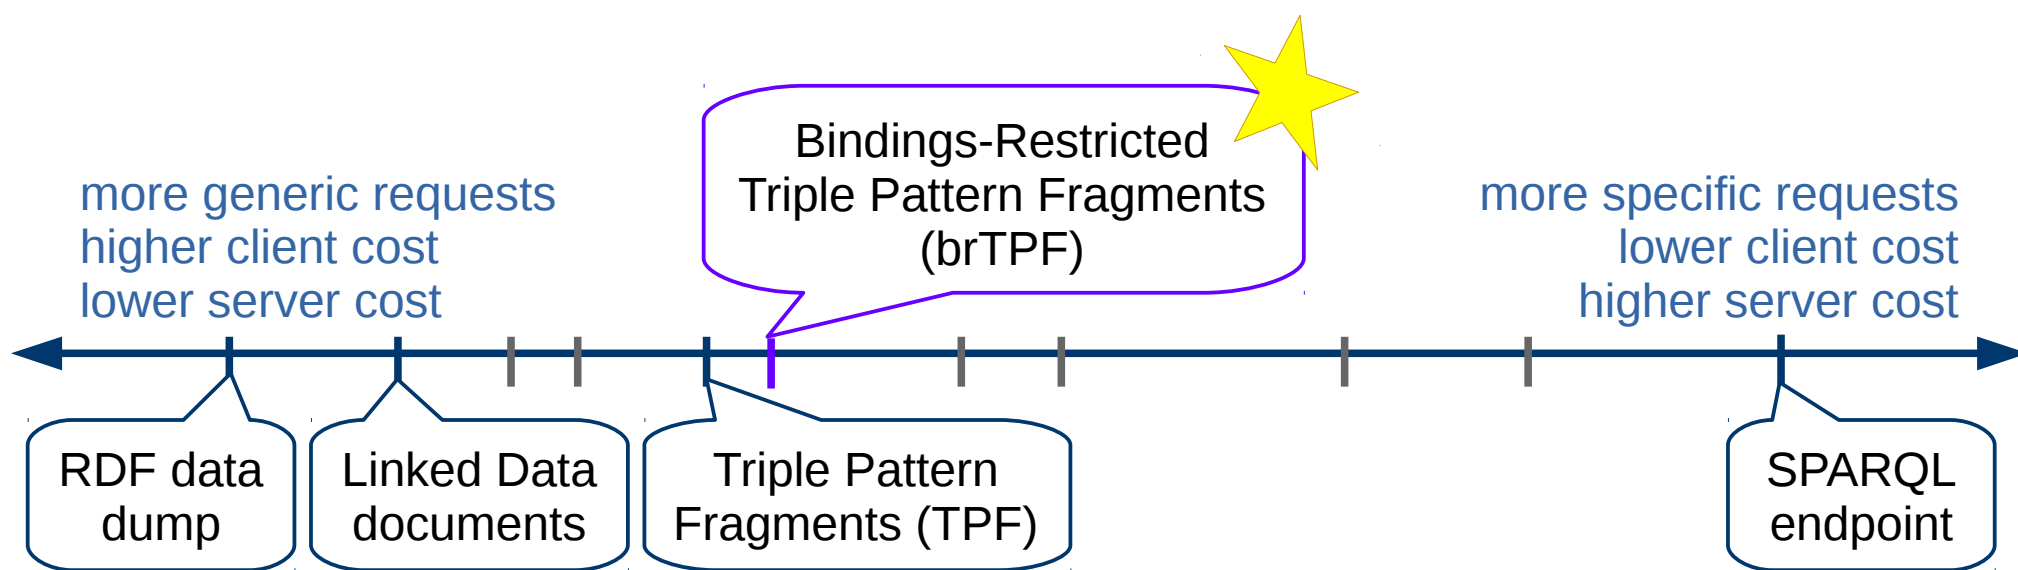 Bindings-Restricted
Triple Pattern Fragments
(brTPF)
more generic requests
higher client cost
lower server cost
more specific requests
lower client cost
higher server cost
RDF data
dump
Linked Data
documents
Triple Pattern
Fragments (TPF)
SPARQL
endpoint